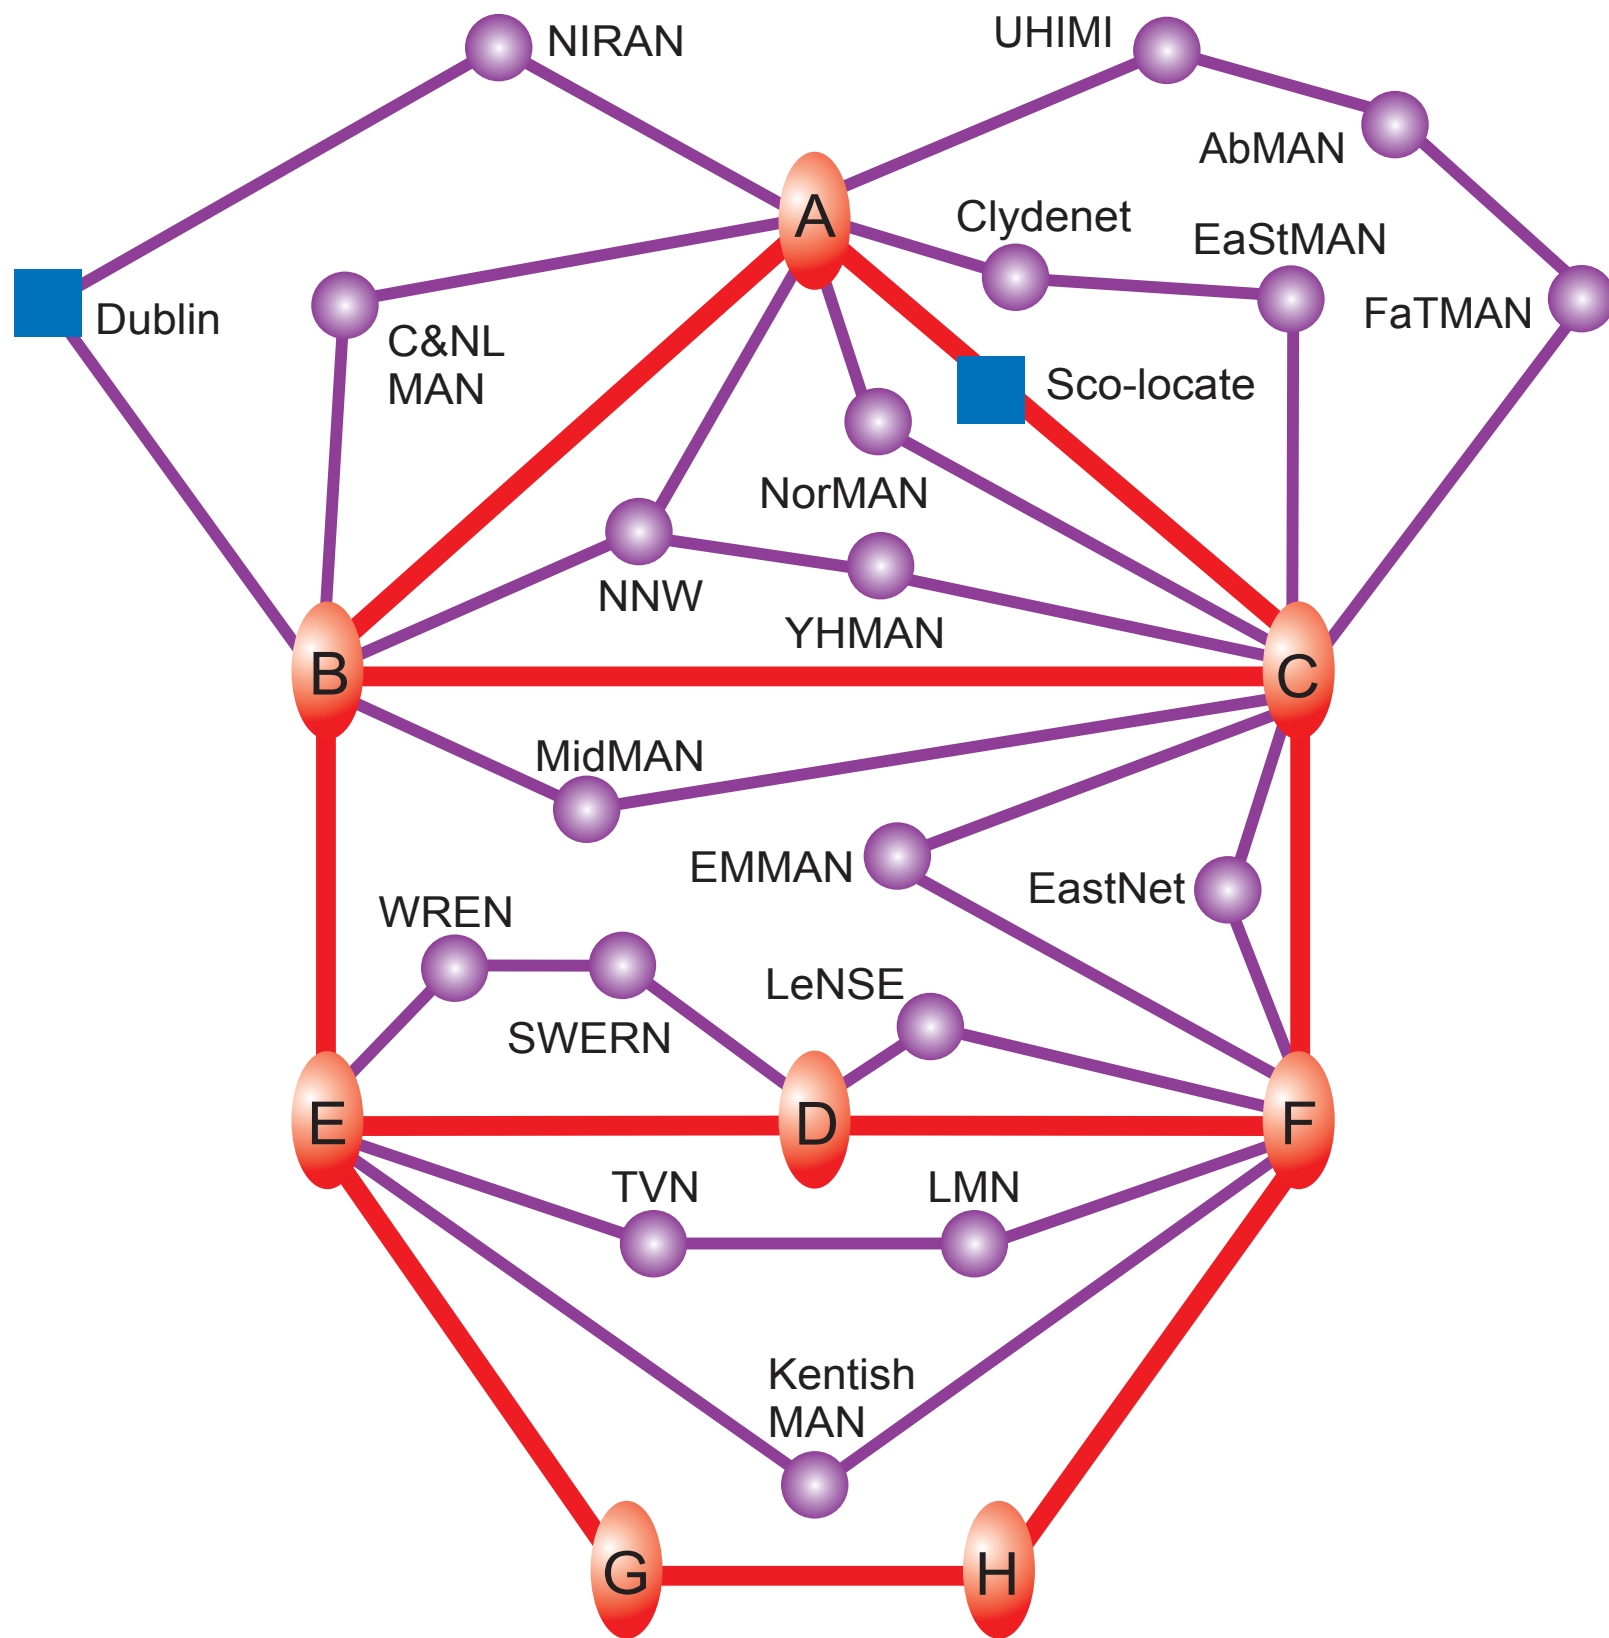 NIRAN
UHIMI
AbMAN
A
Clydenet
EaStMAN
Dublin
FaTMAN
C&NL
MAN
Sco-locate
NorMAN
NNW
YHMAN
B
C
MidMAN
EMMAN
EastNet
WREN
LeNSE
SWERN
E
D
F
TVN
LMN
Kentish
MAN
G
H